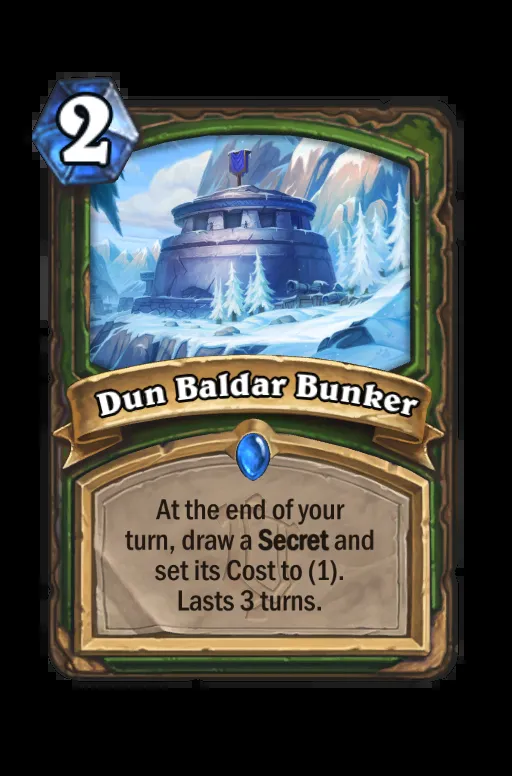 2
Dun Baldar Bunker
At the end of your
turn, draw a Secret and
set its Cost to (1).
Lasts 3 turns.